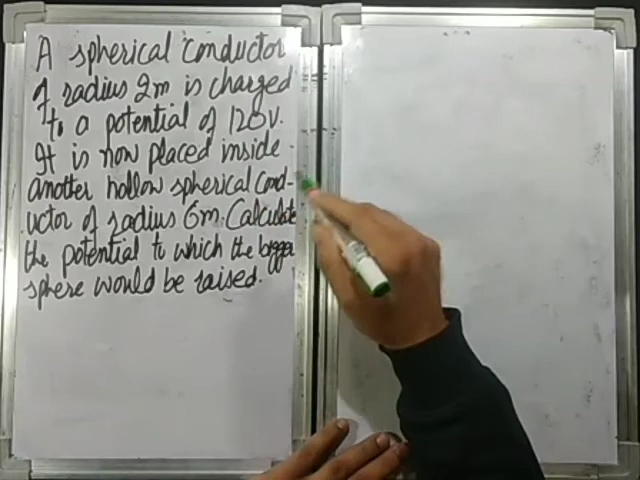 A spherical conductor
of radius 2m is charged
to a potential of 120V.
It is now placed inside
another hollow spherical cond-
uctor of radius 6m. Calculate
the potential to which the bigger
sphere would be raised.